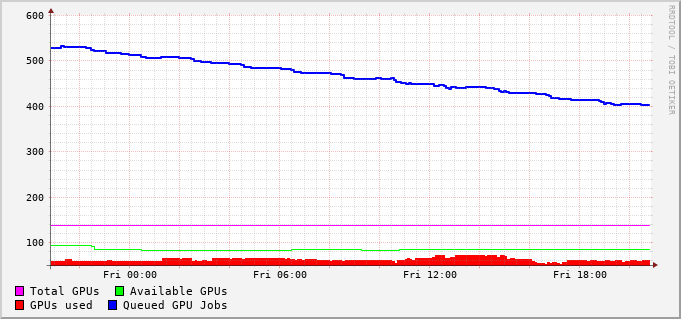 600
500
400
300
200
100
Fri 00:00 Fri 06:00 Fri 12:00 Fri 18:00
Total GPUs Available GPUs
GPUs used Queued GPU Jobs
RRDTOOL / TOBI OETIKER